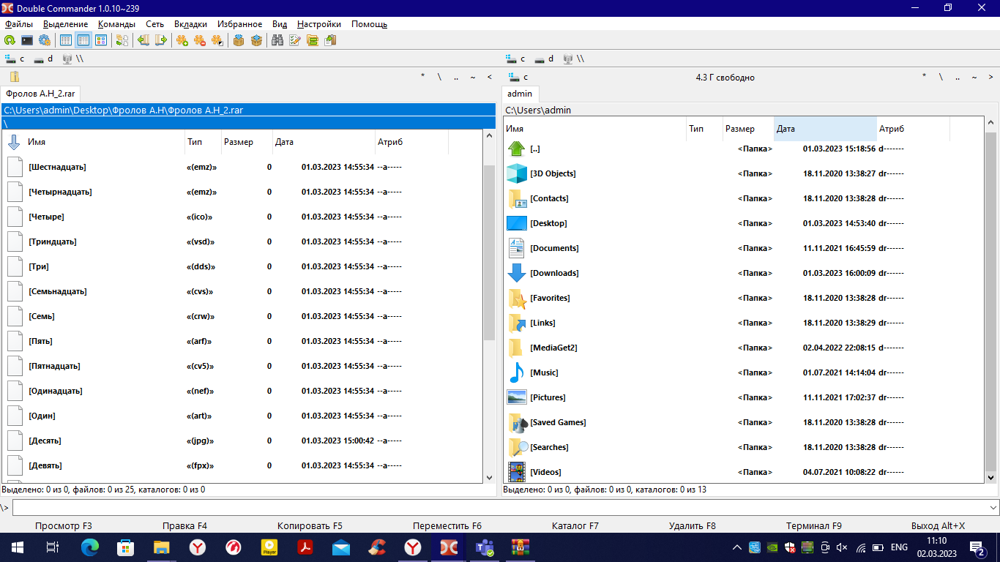 Double Commander 1.0.10~239
Файлы Выделение Команды Сеть Вкладки Избранное Вид Настройки Помощь
c d \\
c d \\
* \ .. ~ <
c 4.3 Г свободно * \ .. ~ >
Фролов А.Н_2.rar
admin
C:\Users\admin\Desktop\Фролов А.Н\Фролов А.Н_2.rar
\
Имя Тип Размер Дата Атриб
[Шестнадцать] «(emz)» 0 01.03.2023 14:55:34 --a-----
[Четырнадцать] «(emz)» 0 01.03.2023 14:55:34 --a-----
[Четыре] «(ico)» 0 01.03.2023 14:55:34 --a-----
[Триндцать] «(vsd)» 0 01.03.2023 14:55:34 --a-----
[Три] «(dds)» 0 01.03.2023 14:55:34 --a-----
[Семьнадцать] «(cvs)» 0 01.03.2023 14:55:34 --a-----
[Семь] «(crw)» 0 01.03.2023 14:55:34 --a-----
[Пять] «(arf)» 0 01.03.2023 14:55:34 --a-----
[Пятнадцать] «(cv5)» 0 01.03.2023 14:55:34 --a-----
[Одинадцать] «(nef)» 0 01.03.2023 14:55:34 --a-----
[Один] «(art)» 0 01.03.2023 14:55:34 --a-----
[Десять] «(jpg)» 0 01.03.2023 15:00:42 --a-----
[Девять] «(fpx)» 0 01.03.2023 14:55:34 --a-----
Выделено: 0 из 0, файлов: 0 из 25, каталогов: 0 из 0
C:\Users\admin
Имя Тип Размер Дата Атриб
[..] <Папка> 01.03.2023 15:18:56 d-------
[3D Objects] <Папка> 18.11.2020 13:38:27 dr------
[Contacts] <Папка> 18.11.2020 13:38:28 dr------
[Desktop] <Папка> 01.03.2023 14:53:40 dr------
[Documents] <Папка> 11.11.2021 16:45:59 dr------
[Downloads] <Папка> 01.03.2023 16:00:09 dr------
[Favorites] <Папка> 18.11.2020 13:38:28 dr------
[Links] <Папка> 18.11.2020 13:38:29 dr------
[MediaGet2] <Папка> 02.04.2022 22:08:15 d-------
[Music] <Папка> 01.07.2021 14:14:04 dr------
[Pictures] <Папка> 11.11.2021 17:02:37 dr------
[Saved Games] <Папка> 18.11.2020 13:38:28 dr------
[Searches] <Папка> 18.11.2020 13:38:28 dr------
[Videos] <Папка> 04.07.2021 10:08:22 dr------
Выделено: 0 из 0, файлов: 0 из 0, каталогов: 0 из 13
\>
Просмотр F3 Правка F4 Копировать F5 Переместить F6 Каталог F7 Удалить F8 Терминал F9 Выход Alt+X
Player
ENG
11:10
02.03.2023
2